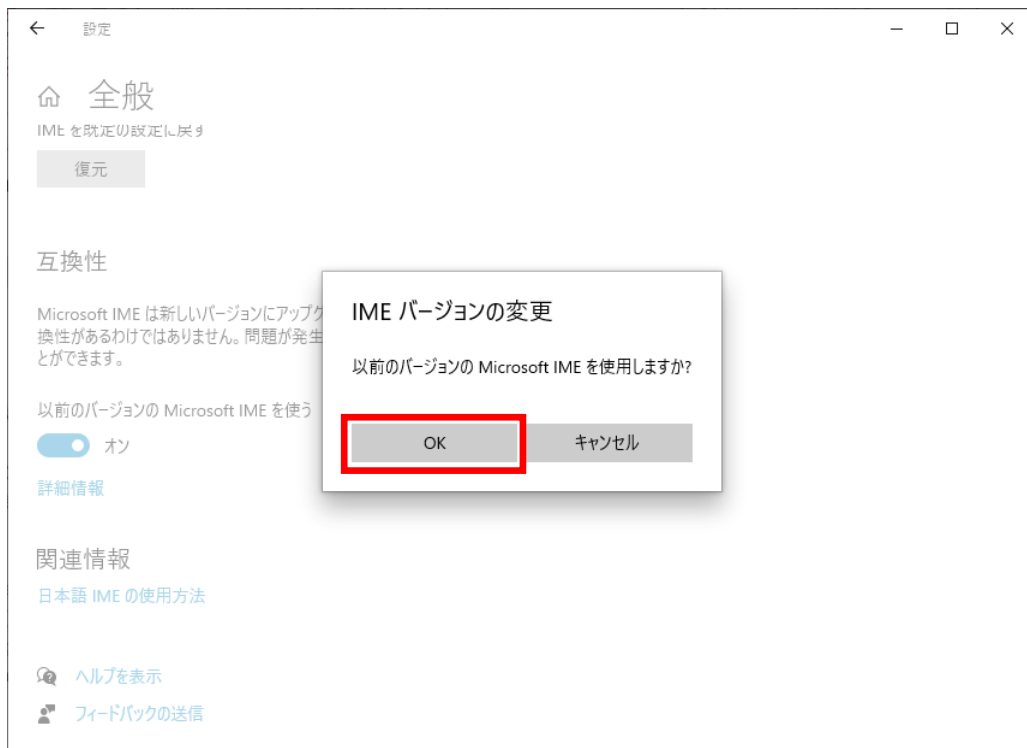 設定
全般
IME を既定の設定に戻す
復元
互換性
Microsoft IME は新しいバージョンにアップグ
換性があるわけではありません。問題が発生
とができます。
以前のバージョンの Microsoft IME を使う
オン
詳細情報
関連情報
日本語 IME の使用方法
ヘルプを表示
フィードバックの送信
IME バージョンの変更
以前のバージョンの Microsoft IME を使用しますか?
OK
キャンセル